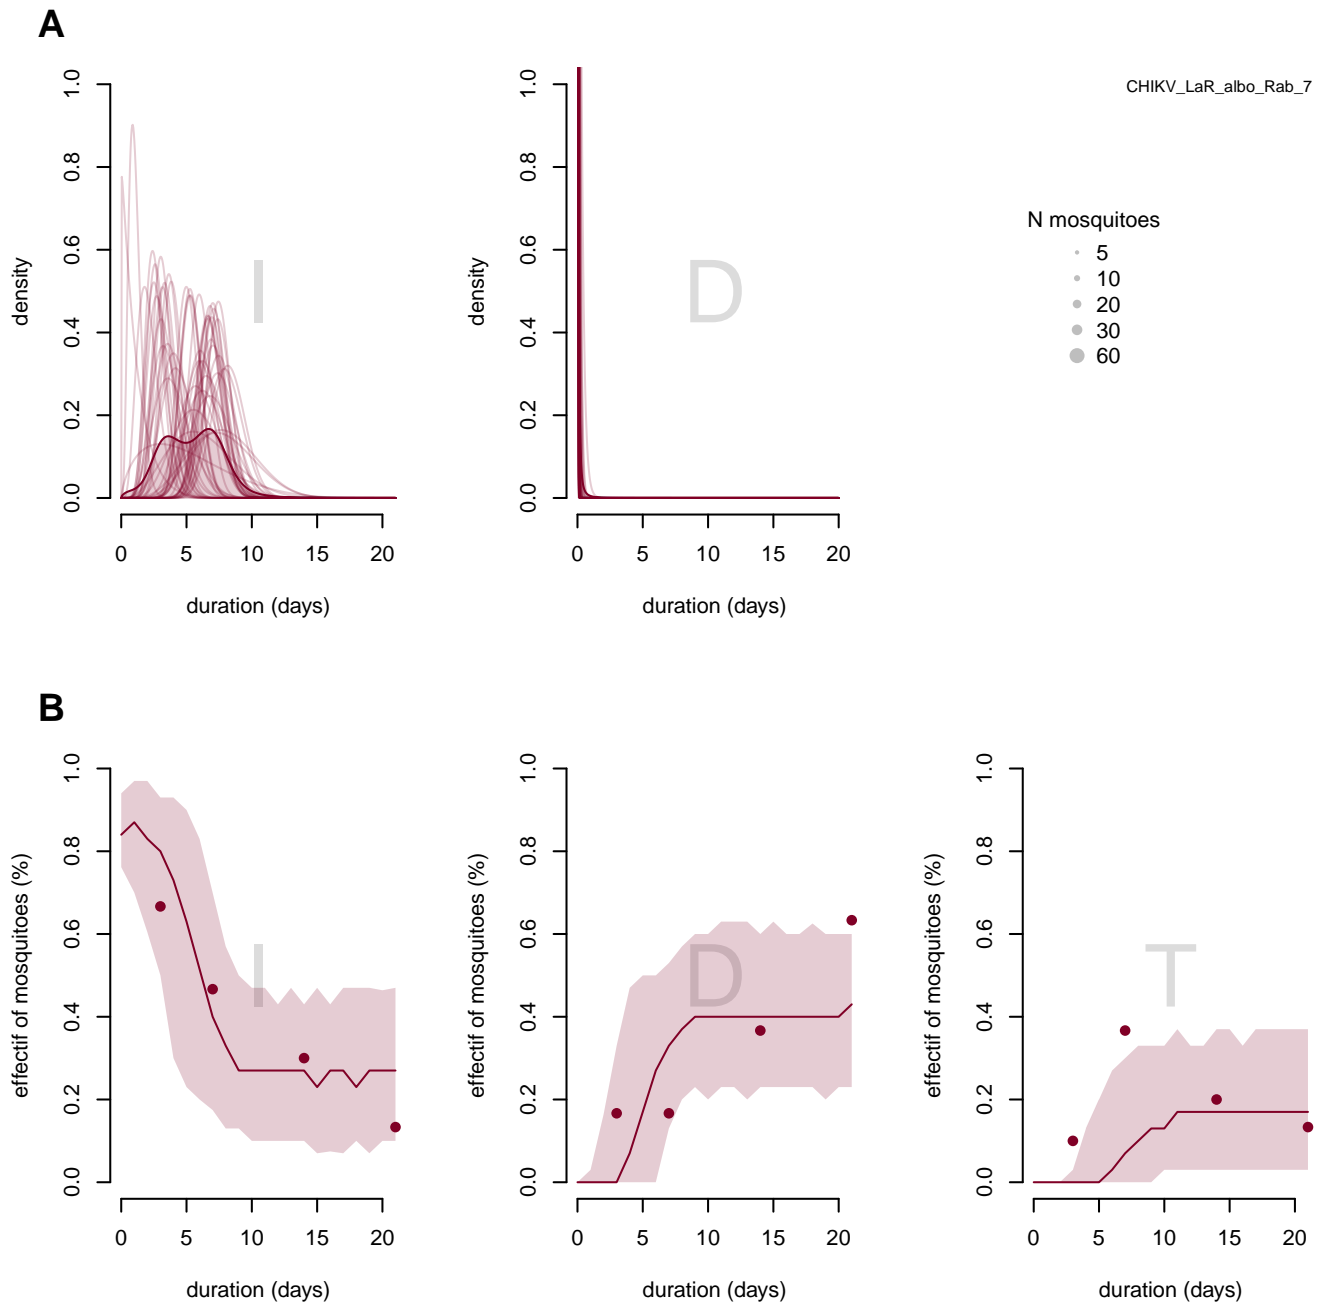 A
CHIKV_LaR_albo_Rab_7
density
0.0 0.2 0.4 0.6 0.8 1.0
I
0 5 10 15 20
duration (days)
density
0.0 0.2 0.4 0.6 0.8 1.0
D
0 5 10 15 20
duration (days)
N mosquitoes
5
10
20
30
60
B
effectif of mosquitoes (%)
0.0 0.2 0.4 0.6 0.8 1.0
I
0 5 10 15 20
duration (days)
effectif of mosquitoes (%)
0.0 0.2 0.4 0.6 0.8 1.0
D
0 5 10 15 20
duration (days)
effectif of mosquitoes (%)
0.0 0.2 0.4 0.6 0.8 1.0
T
0 5 10 15 20
duration (days)